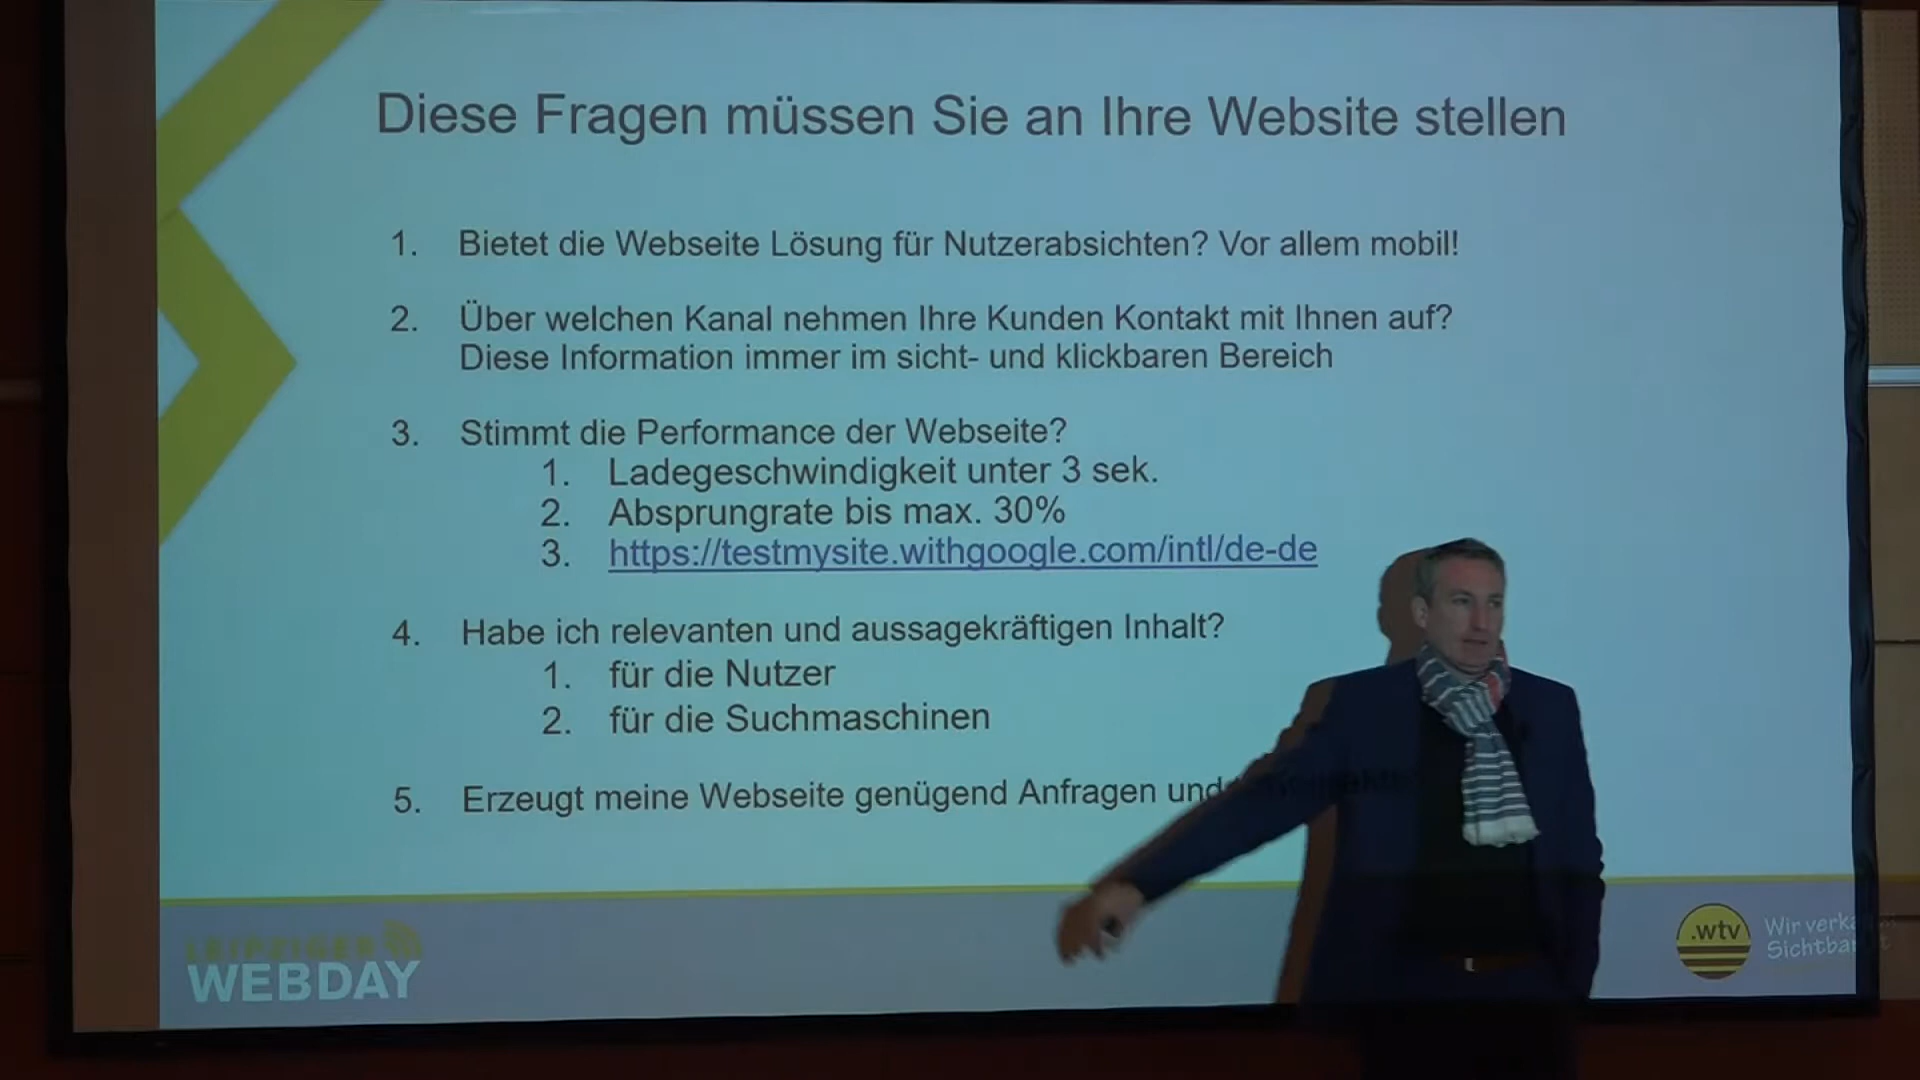 Diese Fragen müssen Sie an Ihre Website stellen
1. Bietet die Webseite Lösung für Nutzerabsichten? Vor allem mobil!
2. Über welchen Kanal nehmen Ihre Kunden Kontakt mit Ihnen auf?
Diese Information immer im sicht- und klickbaren Bereich
3. Stimmt die Performance der Webseite?
1. Ladegeschwindigkeit unter 3 sek.
2. Absprungrate bis max. 30%
3. https://testmysite.withgoogle.com/intl/de-de
4. Habe ich relevanten und aussagekräftigen Inhalt?
1. für die Nutzer
2. für die Suchmaschinen
5. Erzeugt meine Webseite genügend Anfragen und
LEIPZIGER
WEBDAY
.wtv
Wir